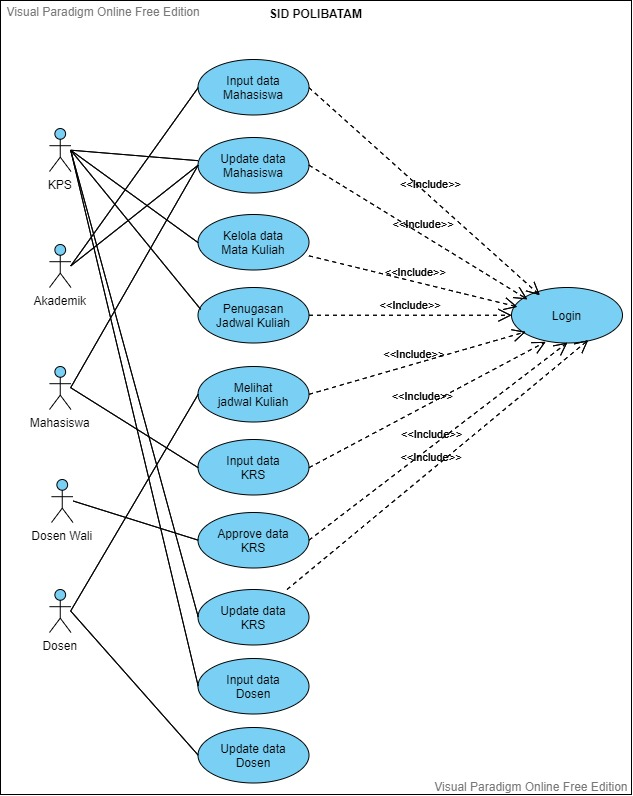 Visual Paradigm Online Free Edition
SID POLIBATAM
Input data
Mahasiswa
KPS
Update data
Mahasiswa
<<Include>>
<<Include>>
Kelola data
Mata Kuliah
<<Include>>
Akademik
Penugasan
Jadwal Kuliah
<<Include>>
Login
<<Include>>
Mahasiswa
Melihat
jadwal Kuliah
<<Include>>
<<Include>>
Input data
KRS
<<Include>>
Dosen Wali
Approve data
KRS
Dosen
Update data
KRS
Input data
Dosen
Update data
Dosen
Visual Paradigm Online Free Edition